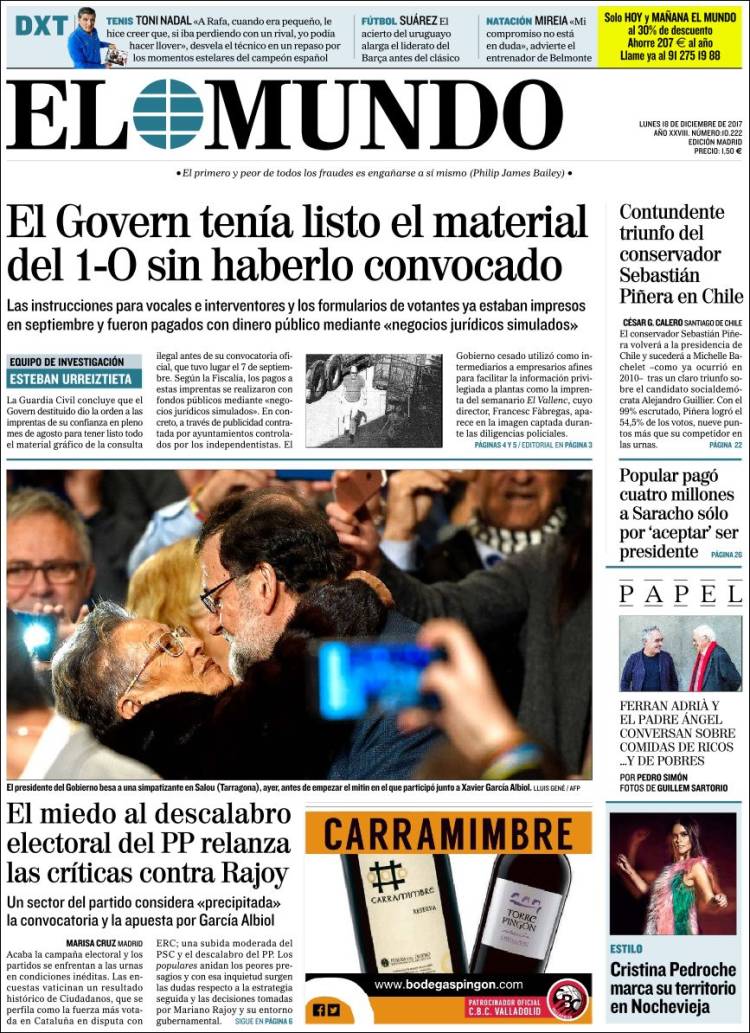 DXT
TENIS TONI NADAL «A Rafa, cuando era pequeño, le
hice creer que, si iba perdiendo con un rival, yo podía
hacer llover», desvela el técnico en un repaso por
los momentos estelares del campeón español
FÚTBOL SUÁREZ El
acierto del uruguayo
alarga el liderato del
Barça antes del clásico
NATACIÓN MIREIA «Mi
compromiso no está
en duda», advierte el
entrenador de Belmonte
Solo HOY y MAÑANA EL MUNDO
al 30% de descuento
Ahorre 207 € al año
Llame ya al 91 275 19 88
EL MUNDO
LUNES 18 DE DICIEMBRE DE 2017
AÑO XXVIII. NÚMERO:10.222
EDICIÓN MADRID
PRECIO: 1,50 €
• El primero y peor de todos los fraudes es engañarse a sí mismo (Philip James Bailey) •
El Govern tenía listo el material
del 1-O sin haberlo convocado
Las instrucciones para vocales e interventores y los formularios de votantes ya estaban impresos
en septiembre y fueron pagados con dinero público mediante «negocios jurídicos simulados»
EQUIPO DE INVESTIGACIÓN
ESTEBAN URREIZTIETA
La Guardia Civil concluye que el
Govern destituido dio la orden a las
imprentas de su confianza en pleno
mes de agosto para tener listo todo
el material gráfico de la consulta
ilegal antes de su convocatoria ofi-
cial, que tuvo lugar el 7 de septiem-
bre. Según la Fiscalía, los pagos a
estas imprentas se realizaron con
fondos públicos mediante «nego-
cios jurídicos simulados». En con-
creto, a través de publicidad contra-
tada por ayuntamientos controla-
dos por los independentistas. El
Gobierno cesado utilizó como in-
termediarios a empresarios afines
para facilitar la información privi-
legiada a plantas como la impren-
ta del semanario El Vallenc, cuyo
director, Francesc Fàbregas, apa-
rece en la imagen captada duran-
te las diligencias policiales.
PÁGINAS 4 Y 5 / EDITORIAL EN PÁGINA 3
Contundente
triunfo del
conservador
Sebastián
Piñera en Chile
CÉSAR G. CALERO SANTIAGO DE CHILE
El conservador Sebastián Piñe-
ra volverá a la presidencia de
Chile y sucederá a Michelle Ba-
chelet –como ya ocurrió en
2010– tras un claro triunfo so-
bre el candidato socialdemó-
crata Alejandro Guillier. Con el
99% escrutado, Piñera logró el
54,5% de los votos, nueve pun-
tos más que su competidor en
las urnas. PÁGINA 22
Popular pagó
cuatro millones
a Saracho sólo
por 'aceptar' ser
presidente PÁGINA 26
PAPEL
FERRAN ADRIÀ Y
EL PADRE ÁNGEL
CONVERSAN SOBRE
COMIDAS DE RICOS
...Y DE POBRES
POR PEDRO SIMÓN
FOTOS DE GUILLEM SARTORIO
El presidente del Gobierno besa a una simpatizante en Salou (Tarragona), ayer, antes de empezar el mitin en el que participó junto a Xavier García Albiol. LLUIS GENÉ / AFP
El miedo al descalabro
electoral del PP relanza
las críticas contra Rajoy
Un sector del partido considera «precipitada»
la convocatoria y la apuesta por García Albiol
MARISA CRUZ MADRID
Acaba la campaña electoral y los
partidos se enfrentan a las urnas
en condiciones inéditas. Las en-
cuestas vaticinan un resultado
histórico de Ciudadanos, que se
perfila como la fuerza más vota-
da en Cataluña en disputa con
ERC; una subida moderada del
PSC y el descalabro del PP. Los
populares anidan los peores pre-
sagios y con esa inquietud surgen
las dudas respecto a la estrategia
seguida y las decisiones tomadas
por Mariano Rajoy y su entorno
gubernamental. SIGUE EN PÁGINA 6
CARRAMIMBRE
CARRAMIMBRE
RESERVA
RIBERA DEL DUERO
TORRE
PINGÓN
www.bodegaspingon.com
PATROCINADOR OFICIAL
C.B.C. VALLADOLID
CBC
ESTILO
Cristina Pedroche
marca su territorio
en Nochevieja